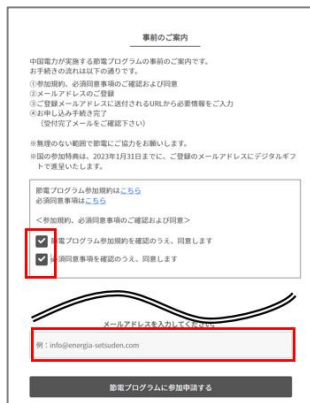 事前のご案内
中国電力が実施する節電プログラムの事前のご案内です。
お手続きの流れは以下の通りです。
①参加規約、必須同意事項のご確認および同意
②メールアドレスのご登録
③ご登録メールアドレスに送付されるURLから必要情報をご入力
④お申し込み手続き完了
（受付完了メールをご確認下さい）
※無理のない範囲で節電にご協力をお願いします。
※国の参加特典は、2023年1月31日までに、ご登録のメールアドレスにデジタルギフ
トで進呈いたします。
節電プログラム参加規約はこちら
必須同意事項はこちら
＜参加規約、必須同意事項のご確認および同意＞
節電プログラム参加規約を確認のうえ、同意します
必須同意事項を確認のうえ、同意します
メールアドレスを入力してください。
例：info@energia-setsuden.com
節電プログラムに参加申請する